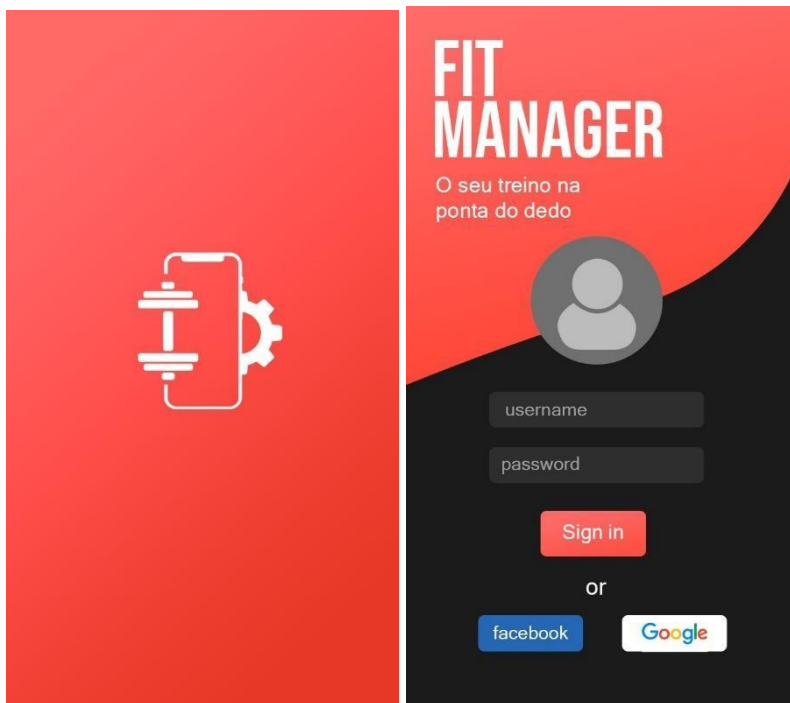 FIT
MANAGER
O seu treino na
ponta do dedo
username
password
Sign in
or
facebook
Google